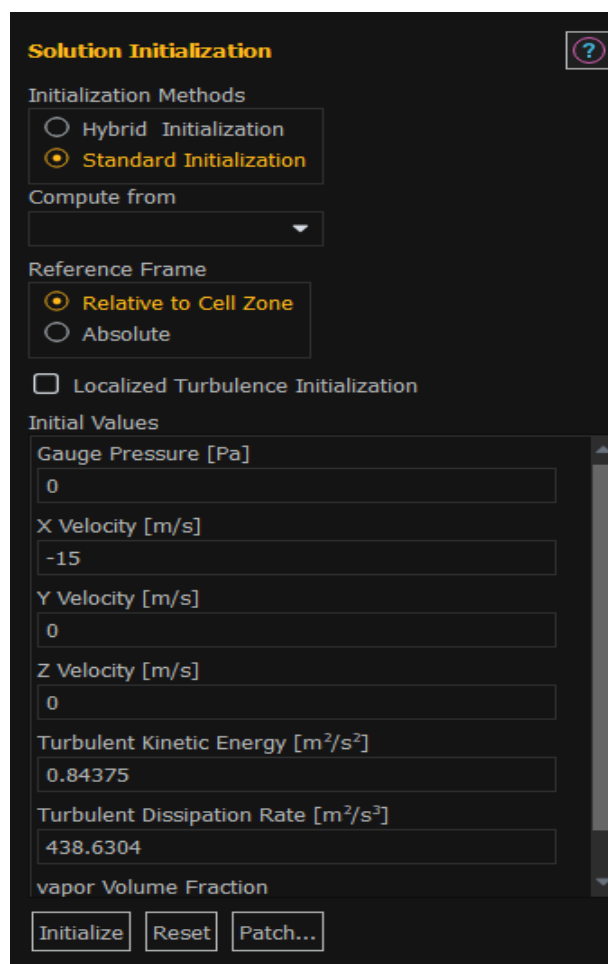 Solution Initialization
?
Initialization Methods
Hybrid Initialization
Standard Initialization
Compute from
Reference Frame
Relative to Cell Zone
Absolute
Localized Turbulence Initialization
Initial Values
Gauge Pressure [Pa]
0
X Velocity [m/s]
-15
Y Velocity [m/s]
0
Z Velocity [m/s]
0
Turbulent Kinetic Energy [m²/s²]
0.84375
Turbulent Dissipation Rate [m²/s³]
438.6304
vapor Volume Fraction
Initialize Reset Patch...